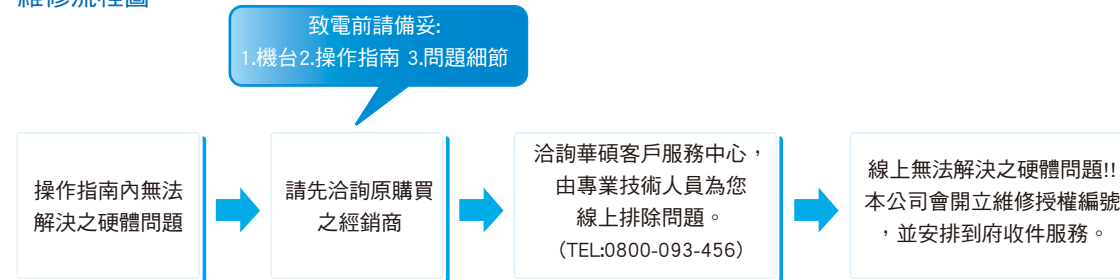 維修流程圖
致電前請備妥:
1.機台2.操作指南 3.問題細節
操作指南內無法
解決之硬體問題
請先洽詢原購買
之經銷商
洽詢華碩客戶服務中心，
由專業技術人員為您
線上排除問題。
(TEL:0800-093-456)
線上無法解決之硬體問題!!
本公司會開立維修授權編號
，並安排到府收件服務。